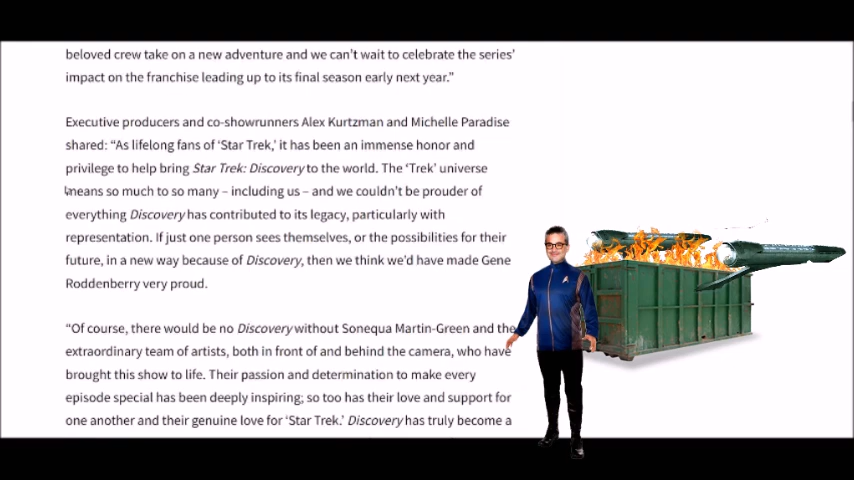 beloved crew take on a new adventure and we can't wait to celebrate the series'
impact on the franchise leading up to its final season early next year.”
Executive producers and co-showrunners Alex Kurtzman and Michelle Paradise
shared: “As lifelong fans of ‘Star Trek,’ it has been an immense honor and
privilege to help bring Star Trek: Discovery to the world. The ‘Trek’ universe
means so much to so many – including us – and we couldn’t be prouder of
everything Discovery has contributed to its legacy, particularly with
representation. If just one person sees themselves, or the possibilities for their
future, in a new way because of Discovery, then we think we’d have made Gene
Roddenberry very proud.
“Of course, there would be no Discovery without Sonequa Martin-Green and the
extraordinary team of artists, both in front of and behind the camera, who have
brought this show to life. Their passion and determination to make every
episode special has been deeply inspiring; so too has their love and support for
one another and their genuine love for ‘Star Trek.’ Discovery has truly become a